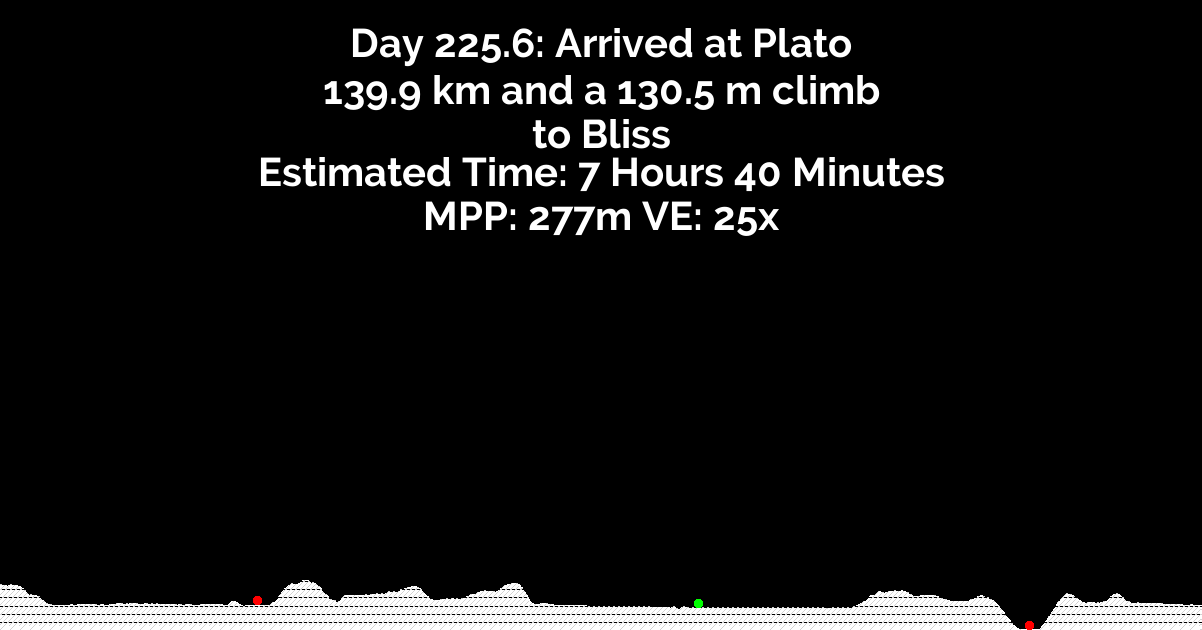 Day 225.6: Arrived at Plato
139.9 km and a 130.5 m climb
to Bliss
Estimated Time: 7 Hours 40 Minutes
MPP: 277m VE: 25x